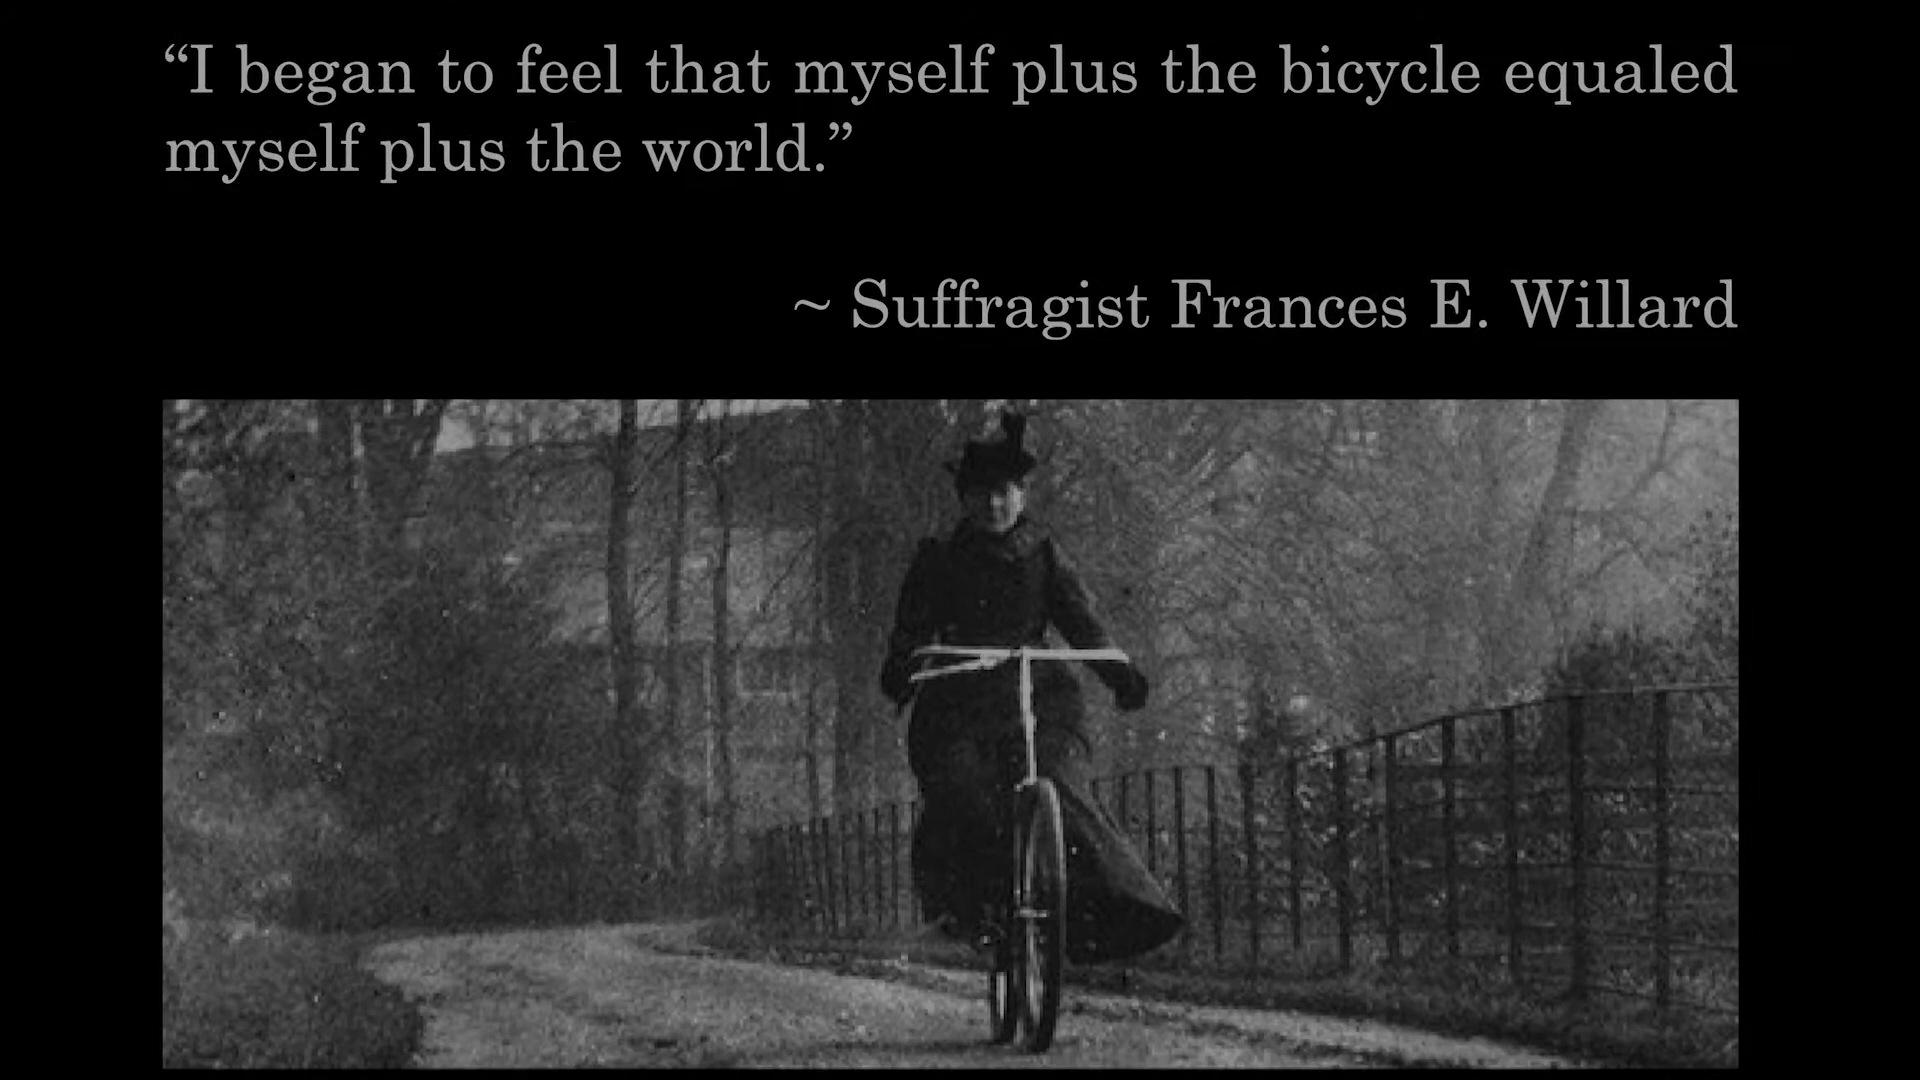 “I began to feel that myself plus the bicycle equaled
myself plus the world.”
~ Suffragist Frances E. Willard